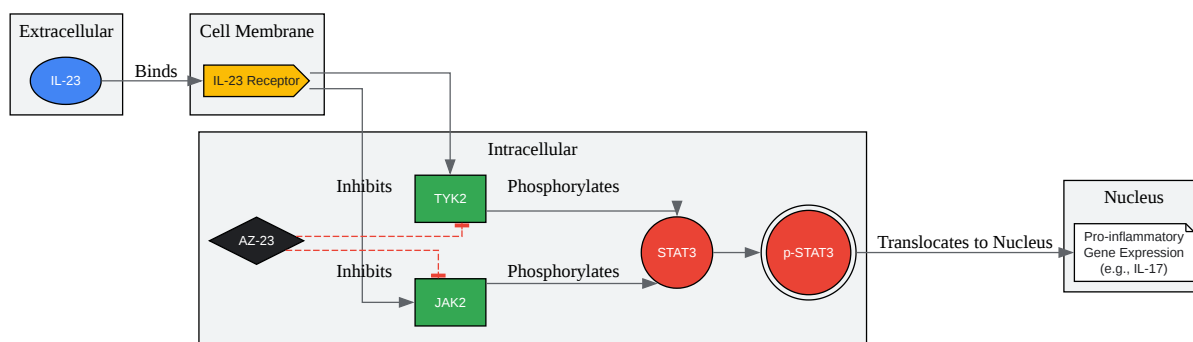 Extracellular
IL-23
Binds
Cell Membrane
IL-23 Receptor
Intracellular
Inhibits
TYK2
Phosphorylates
AZ-23
Inhibits
JAK2
Phosphorylates
STAT3
p-STAT3
Translocates to Nucleus
Nucleus
Pro-inflammatory
Gene Expression
(e.g., IL-17)